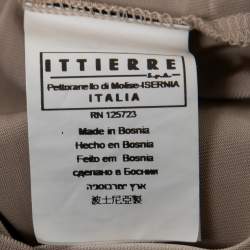 ITTIERRE
S.p.A.
Pettoranello di Molise-ISERNIA
ITALIA
RN 125723
Made in Bosnia
Hecho en Bosnia
Feito em Bosnia
сделано в Боснии
ארץ יצור:בוסניה
波士尼亞製